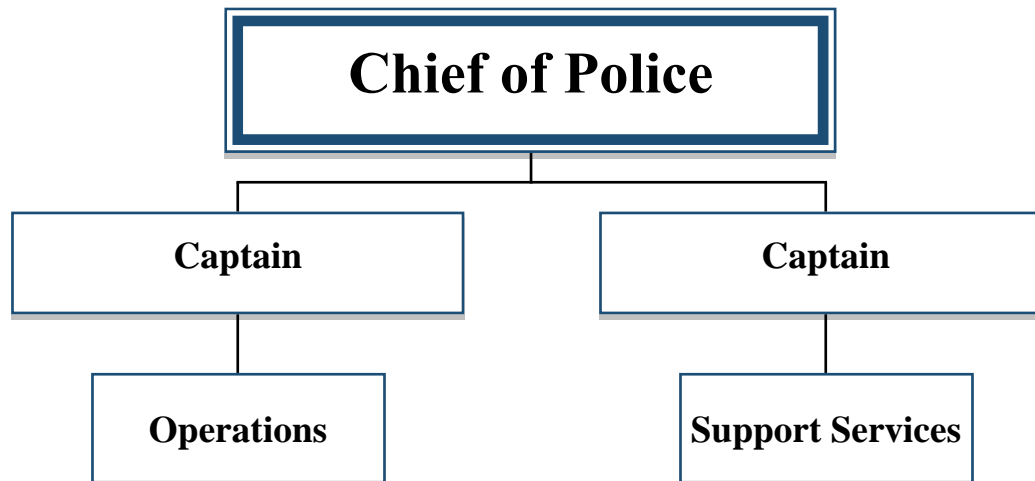 Chief of Police
Captain
Captain
Operations
Support Services